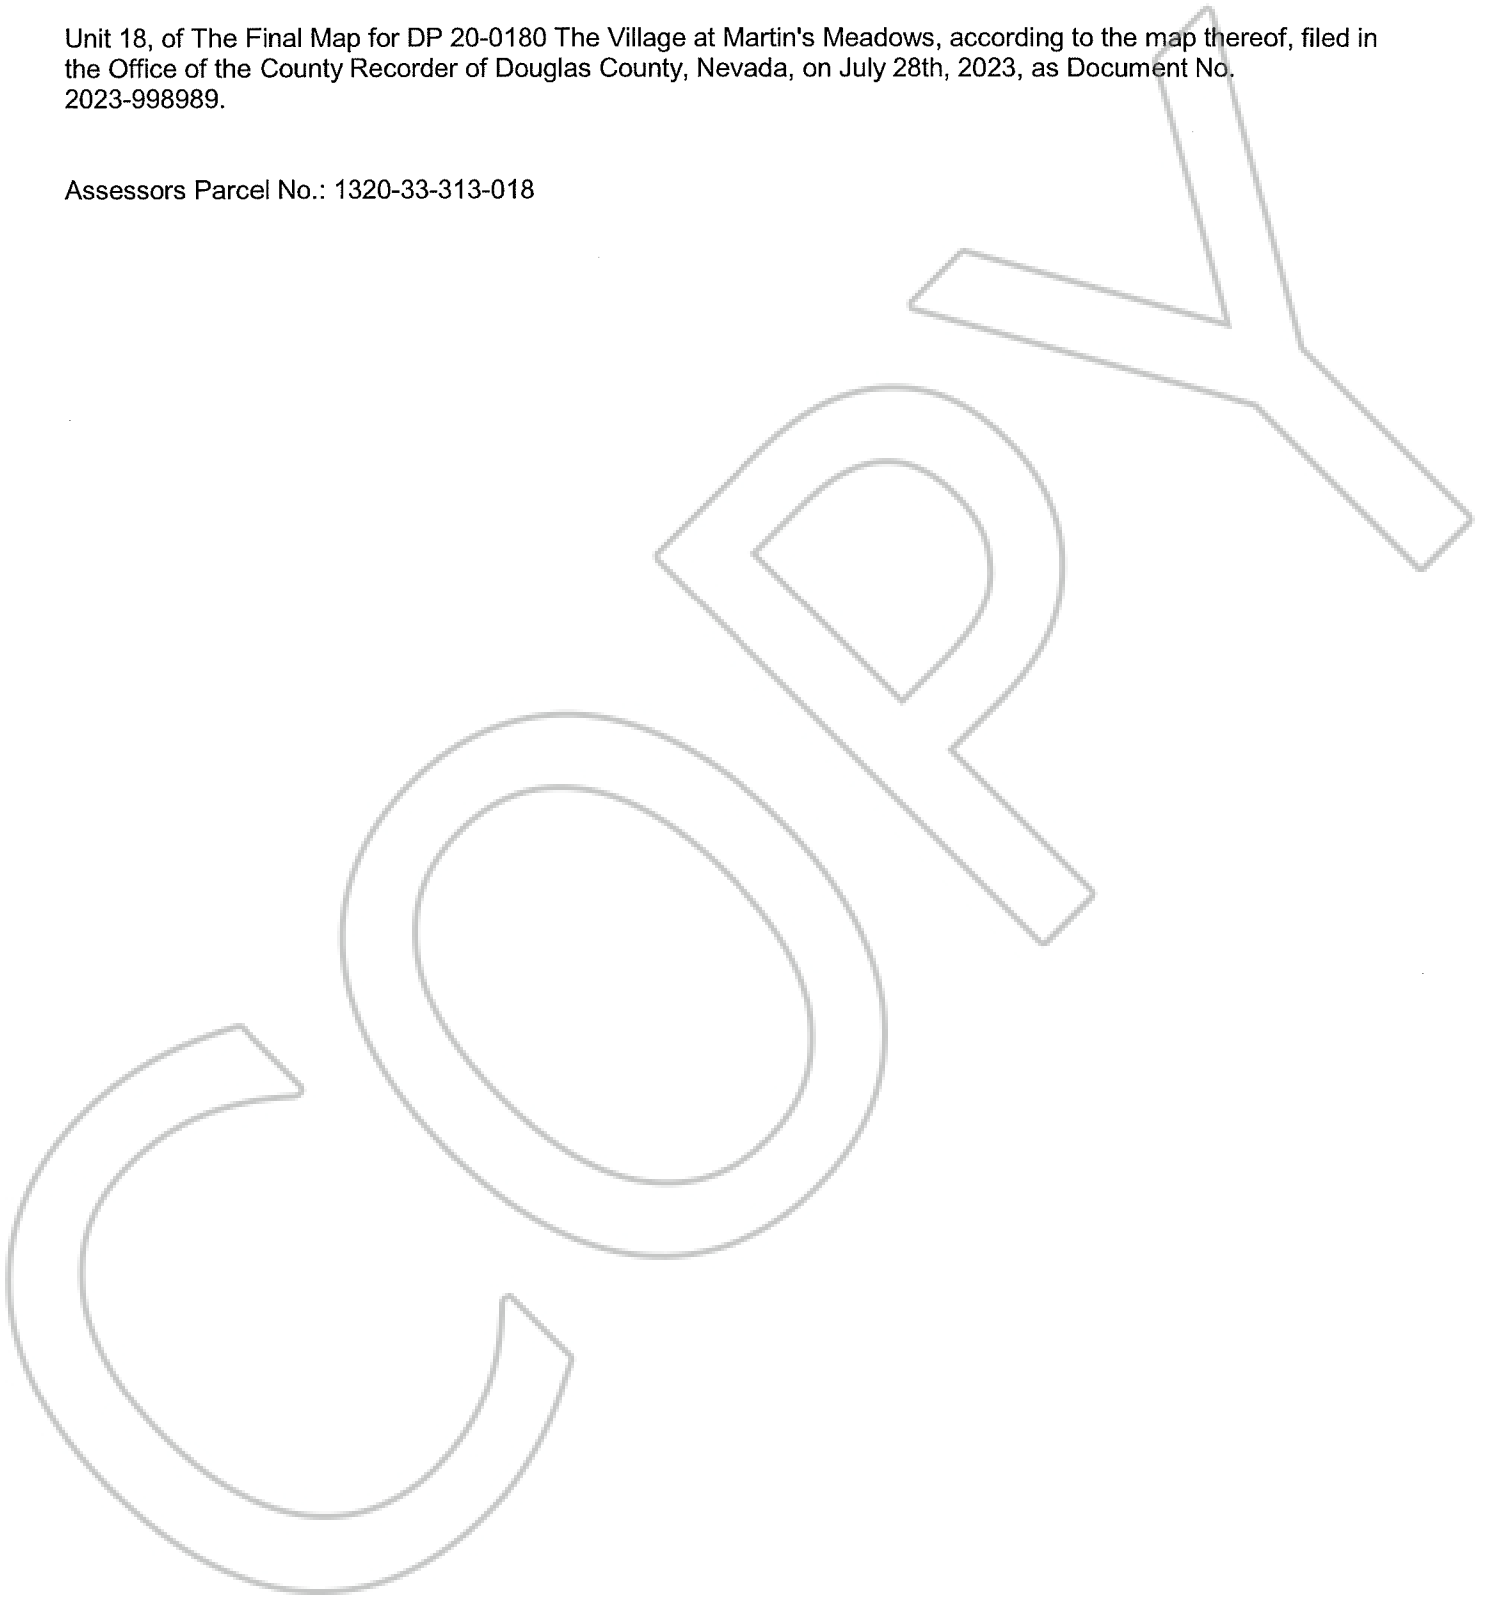 Unit 18, of The Final Map for DP 20-0180 The Village at Martin's Meadows, according to the map thereof, filed in
the Office of the County Recorder of Douglas County, Nevada, on July 28th, 2023, as Document No.
2023-998989.
Assessors Parcel No.: 1320-33-313-018
COPY